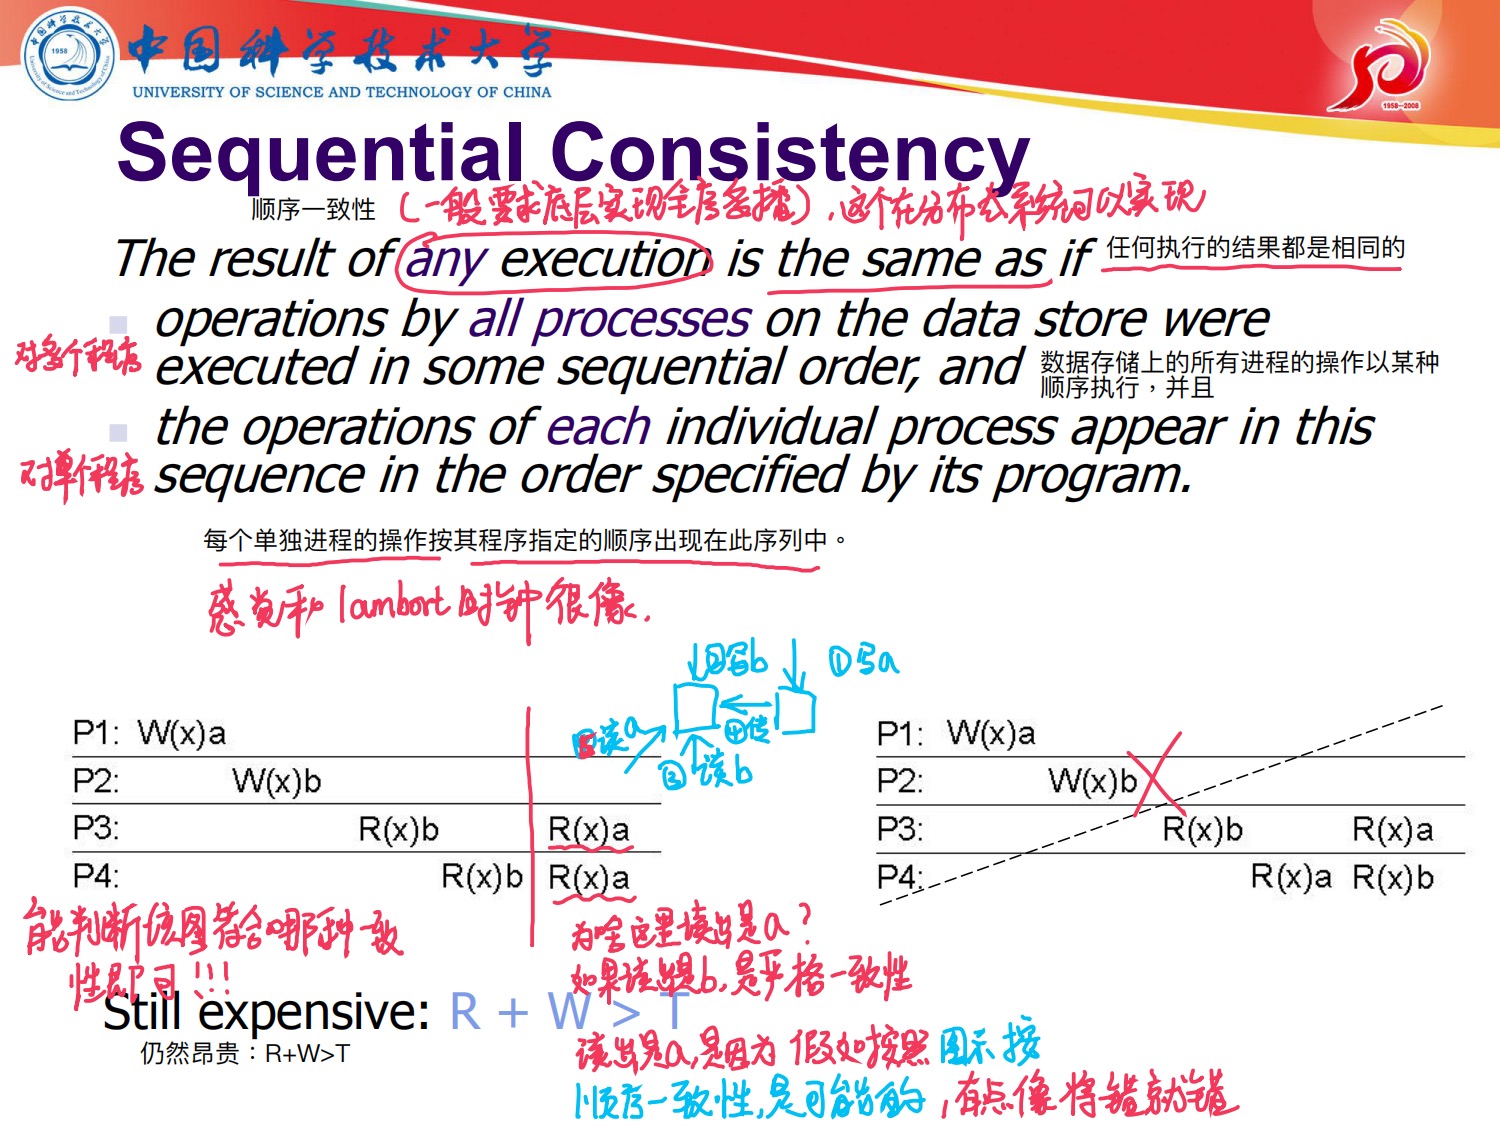 1958
中国科学技术大学
UNIVERSITY OF SCIENCE AND TECHNOLOGY OF CHINA
1958-2008
Sequential Consistency
顺序一致性 (一般要求底层实现全序多播),这个在分布式系统可以实现
The result of any execution is the same as if 任何执行的结果都是相同的
operations by all processes on the data store were
对多个程序
executed in some sequential order, and 数据存储上的所有进程的操作以某种
顺序执行,并且
the operations of each individual process appear in this
对单个程序
sequence in the order specified by its program.
每个单独进程的操作按其程序指定的顺序出现在此序列中。
感觉和lambort时钟很像.
②写b
①写a
④传
⑤读a
③读b
P1: W(x)a
P2: W(x)b
P3: R(x)b R(x)a
P4: R(x)b R(x)a
P1: W(x)a
P2: W(x)b
P3: R(x)b R(x)a
P4: R(x)a R(x)b
能判断该图符合哪种一致
性即可!!!
为啥这里读出是a?
如果读出是b,是严格一致性
Still expensive: R + W > T
仍然昂贵:R+W>T
读出是a,是因为 假如按照图示按
顺序一致性,是可能的,有点像将错就错